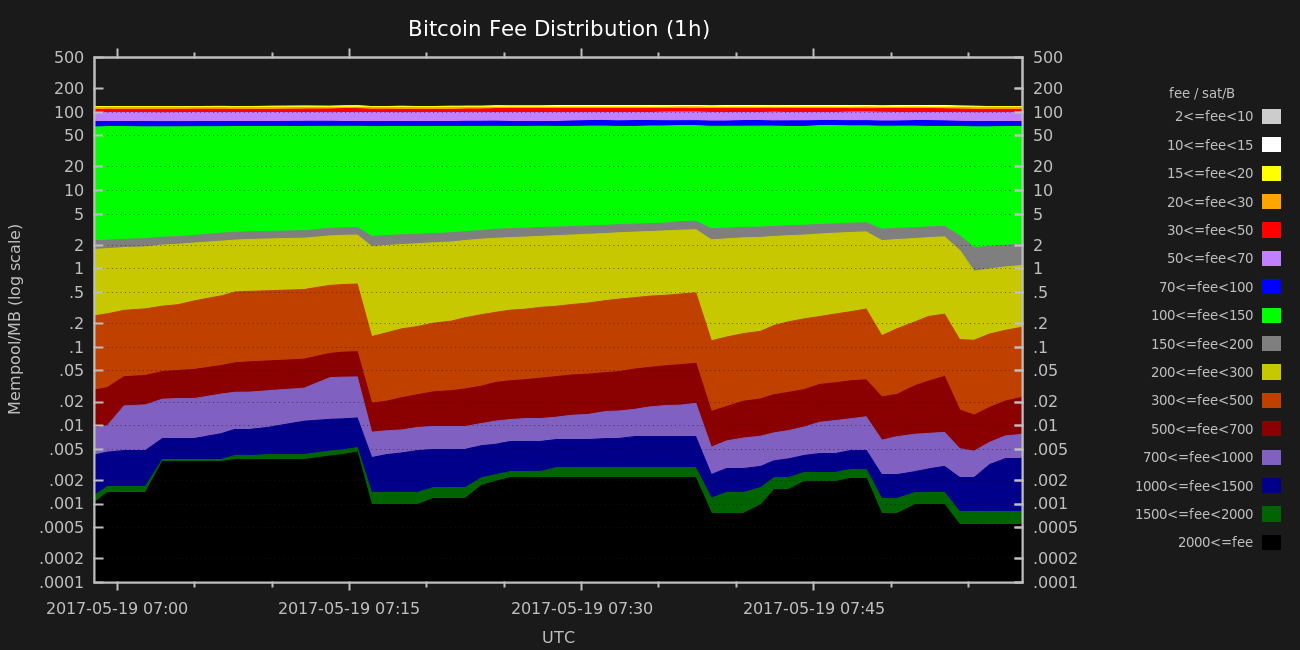 Bitcoin Fee Distribution (1h)
Mempool/MB (log scale)
500
200
100
50
20
10
5
2
1
.5
.2
.1
.05
.02
.01
.005
.002
.001
.0005
.0002
.0001
500
200
100
50
20
10
5
2
1
.5
.2
.1
.05
.02
.01
.005
.002
.001
.0005
.0002
.0001
2017-05-19 07:00
2017-05-19 07:15
2017-05-19 07:30
2017-05-19 07:45
UTC
fee / sat/B
2<=fee<10
10<=fee<15
15<=fee<20
20<=fee<30
30<=fee<50
50<=fee<70
70<=fee<100
100<=fee<150
150<=fee<200
200<=fee<300
300<=fee<500
500<=fee<700
700<=fee<1000
1000<=fee<1500
1500<=fee<2000
2000<=fee